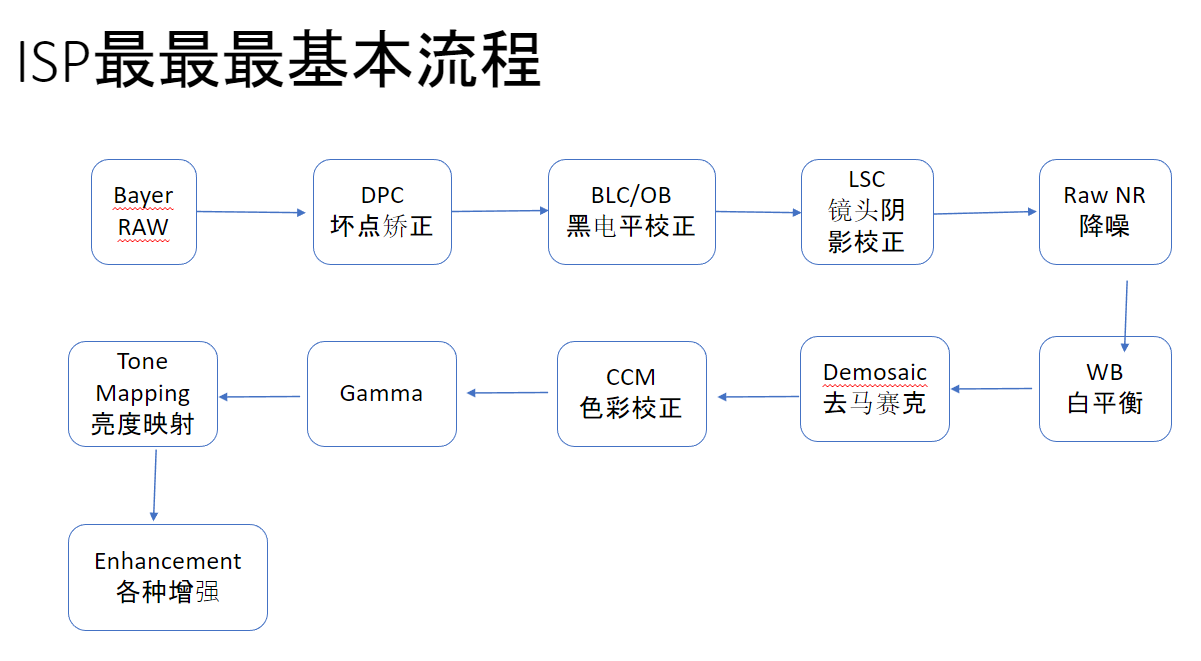 ISP最最最基本流程
Bayer
RAW
DPC
坏点矫正
BLC/OB
黑电平校正
LSC
镜头阴
影校正
Raw NR
降噪
WB
白平衡
Demosaic
去马赛克
CCM
色彩校正
Gamma
Tone
Mapping
亮度映射
Enhancement
各种增强